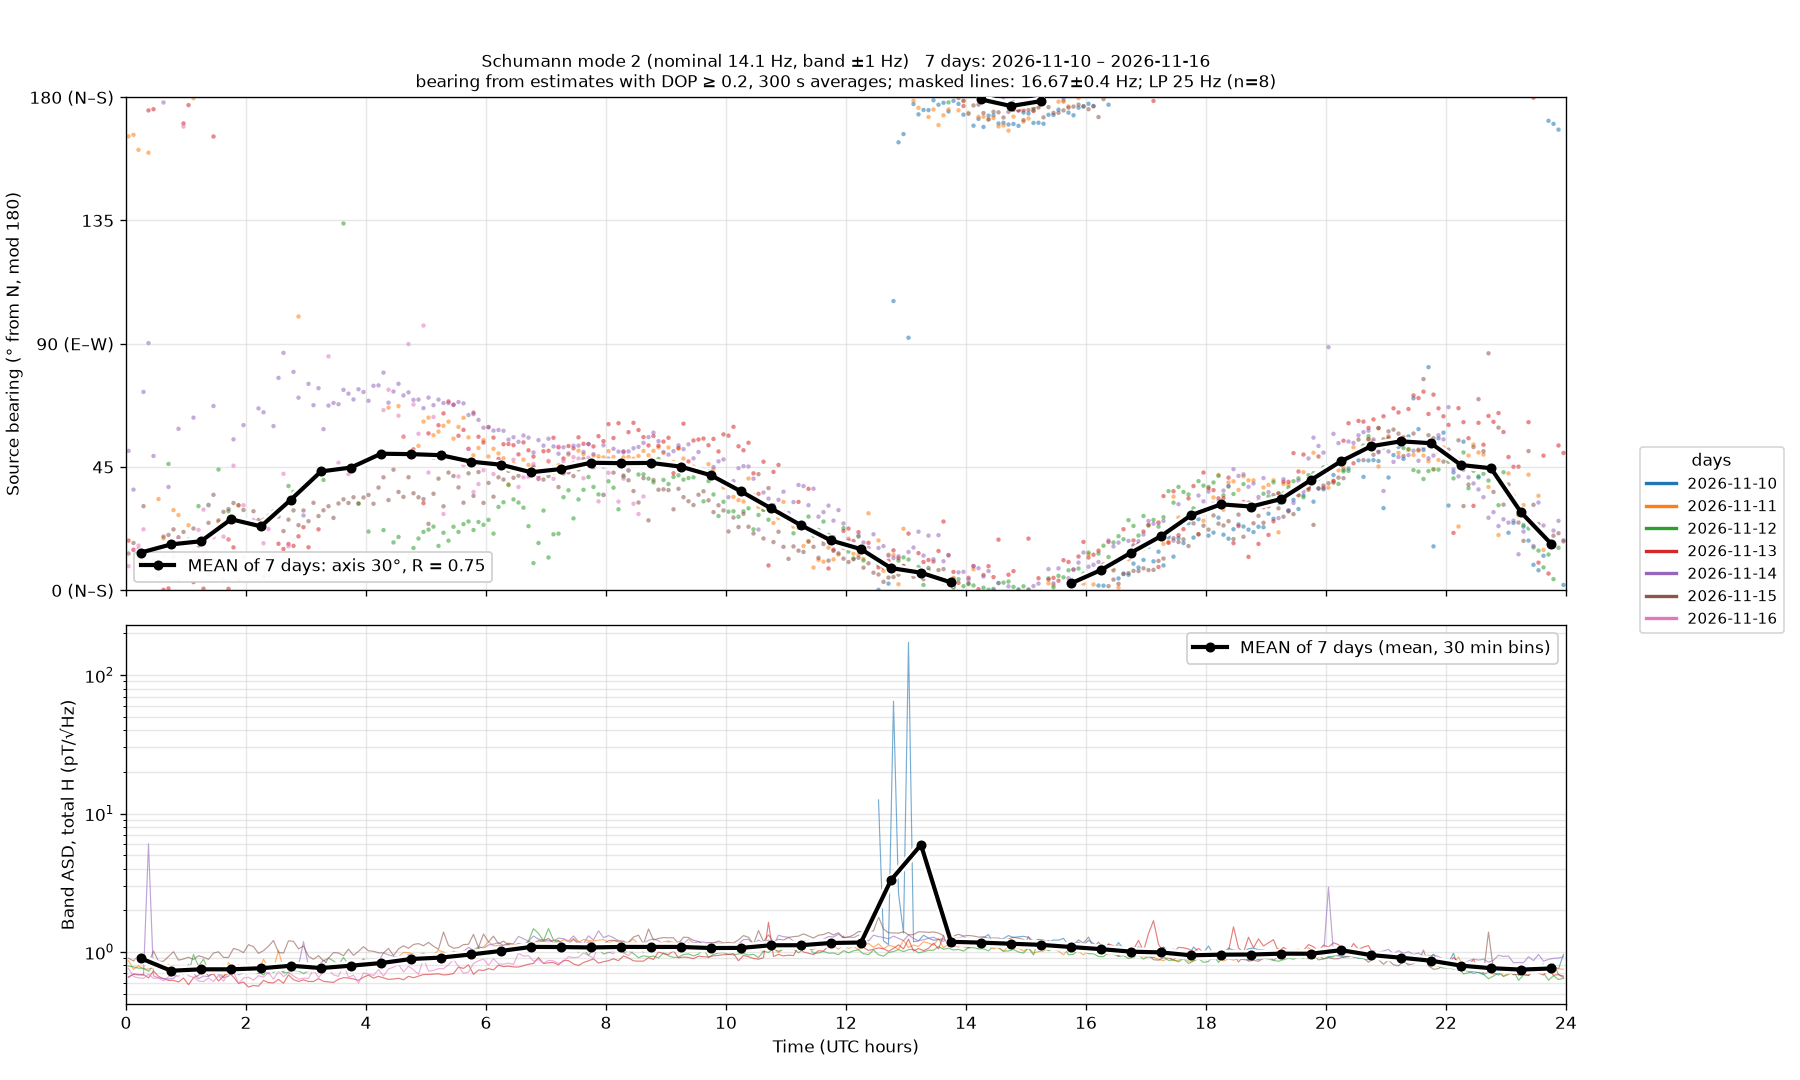 Schumann mode 2 (nominal 14.1 Hz, band ±1 Hz)   7 days: 2026-11-10 – 2026-11-16
bearing from estimates with DOP ≥ 0.2, 300 s averages; masked lines: 16.67±0.4 Hz; LP 25 Hz (n=8)
Source bearing (° from N, mod 180)
180 (N–S)
135
90 (E–W)
45
0 (N–S)
MEAN of 7 days: axis 30°, R = 0.75
days
2026-11-10
2026-11-11
2026-11-12
2026-11-13
2026-11-14
2026-11-15
2026-11-16
Band ASD, total H (pT/√Hz)
10²
10¹
10⁰
MEAN of 7 days (mean, 30 min bins)
0 2 4 6 8 10 12 14 16 18 20 22 24
Time (UTC hours)